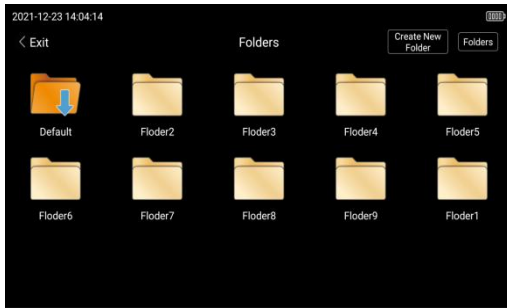 2021-12-23 14:04:14
Exit
Folders
Create New
Folder
Folders
Default
Floder2
Floder3
Floder4
Floder5
Floder6
Floder7
Floder8
Floder9
Floder1